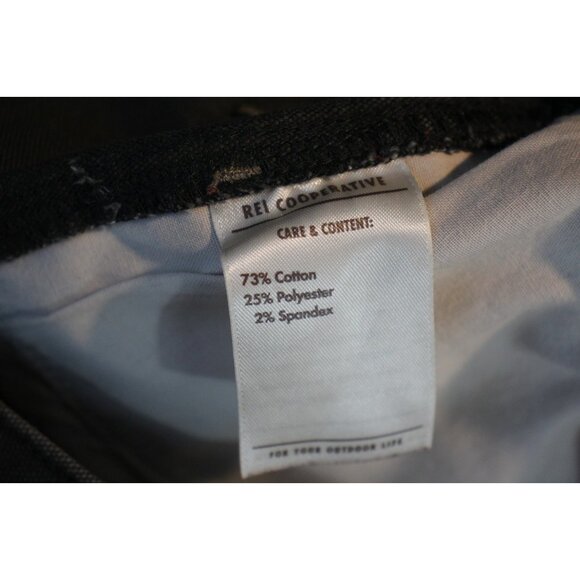 REI COOPERATIVE
CARE & CONTENT:
73% Cotton
25% Polyester
2% Spandex
FOR YOUR OUTDOOR LIFE